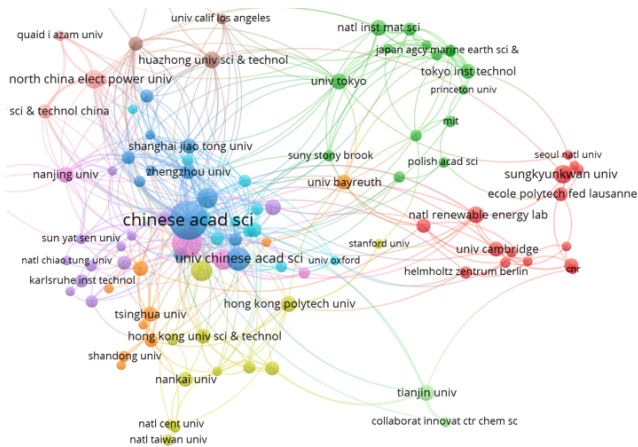 univ calif los angeles
natl inst mat sci
quaid i azam univ
japan agcy marine earth sci &
huazhong univ sci & technol
tokyo inst technol
north china elect power univ
univ tokyo
princeton univ
sci & technol china
mit
shanghai jiao tong univ
suny stony brook
seoul natl univ
polish acad sci
zhengzhou univ
nanjing univ
sungkyunkwan univ
univ bayreuth
ecole polytech fed lausanne
chinese acad sci
natl renewable energy lab
sun yat sen univ
stanford univ
univ cambridge
univ chinese acad sci
univ oxford
natl chiao tung univ
cnr
helmholtz zentrum berlin
karlsruhe inst technol
hong kong polytech univ
tsinghua univ
hong kong univ sci & technol
shandong univ
nankai univ
tianjin univ
collaborat innovat ctr chem sc
natl cent univ
natl taiwan univ